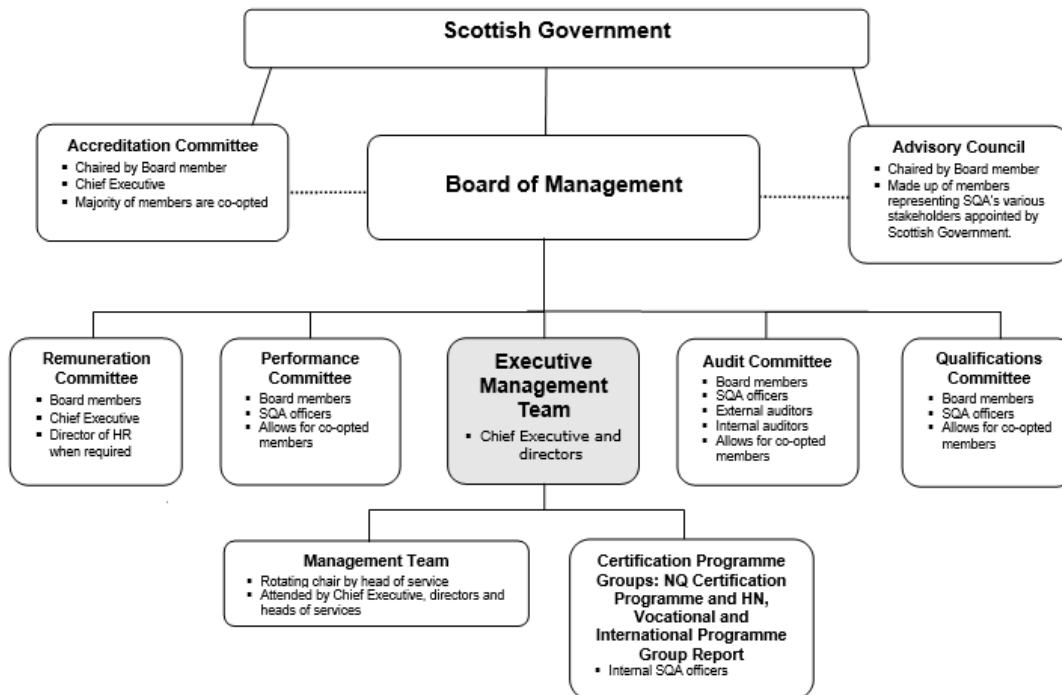 Scottish Government
Accreditation Committee
▪ Chaired by Board member
▪ Chief Executive
▪ Majority of members are co-opted
Board of Management
Advisory Council
▪ Chaired by Board member
▪ Made up of members
representing SQA's various
stakeholders appointed by
Scottish Government.
Remuneration
Committee
▪ Board members
▪ Chief Executive
▪ Director of HR
when required
Performance
Committee
▪ Board members
▪ SQA officers
▪ Allows for co-opted
members
Executive
Management
Team
▪ Chief Executive and
directors
Audit Committee
▪ Board members
▪ SQA officers
▪ External auditors
▪ Internal auditors
▪ Allows for co-opted
members
Qualifications
Committee
▪ Board members
▪ SQA officers
▪ Allows for co-opted
members
Management Team
▪ Rotating chair by head of service
▪ Attended by Chief Executive, directors and
heads of services
Certification Programme
Groups: NQ Certification
Programme and HN,
Vocational and
International Programme
Group Report
▪ Internal SQA officers